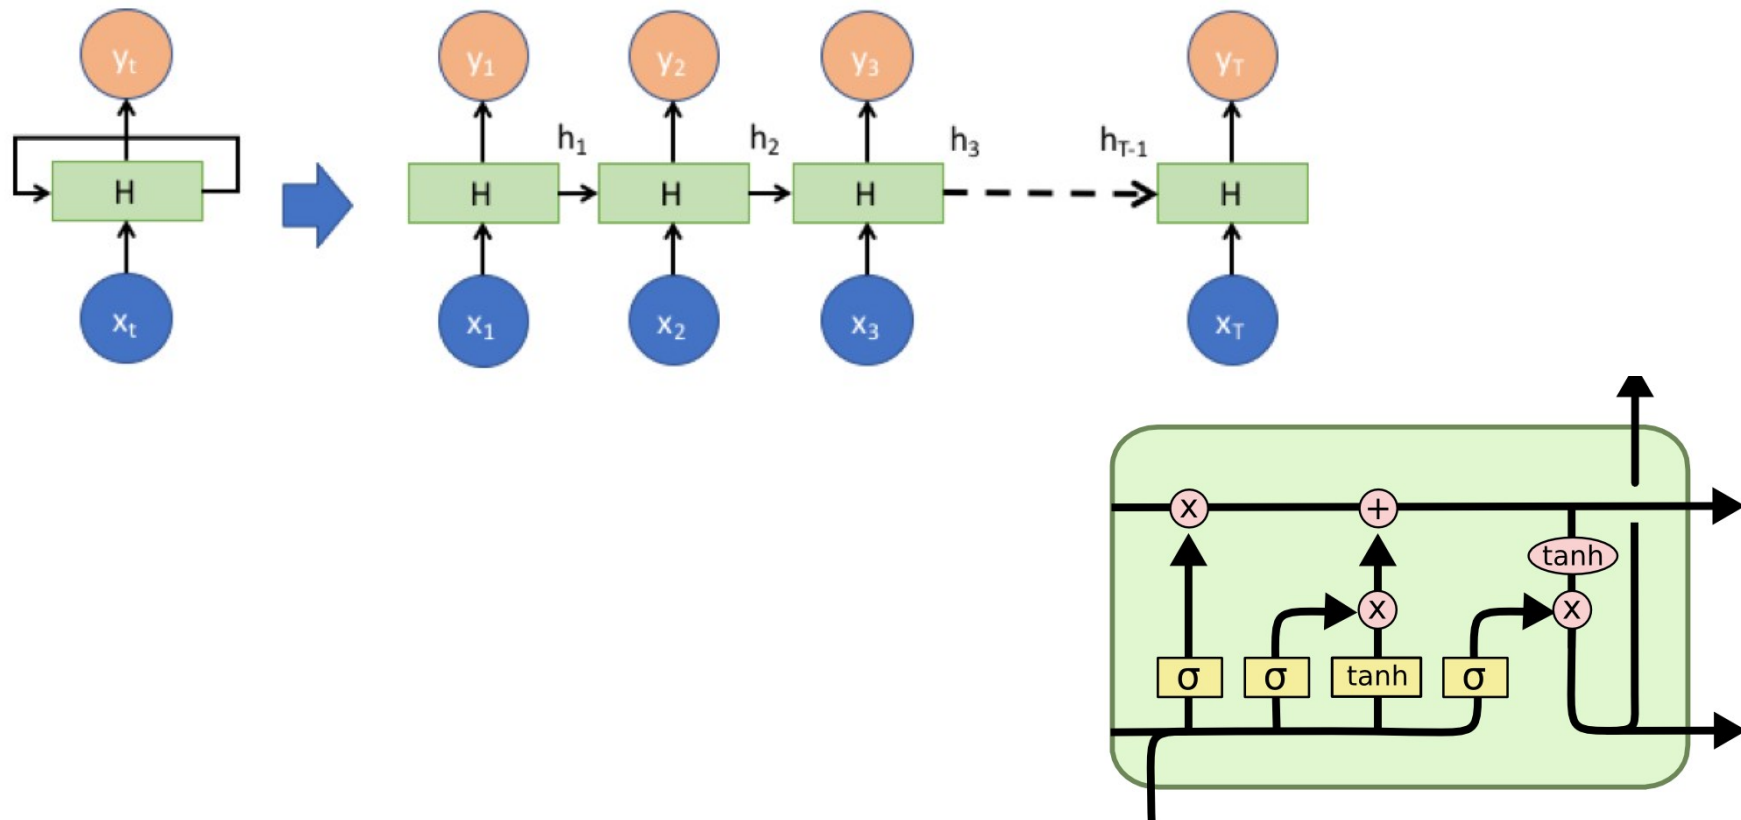 yt y1 y2 y3 yT
h1 h2 h3 hT-1
H H H H H
xt x1 x2 x3 xT
x +
tanh
x x
σ σ tanh σ